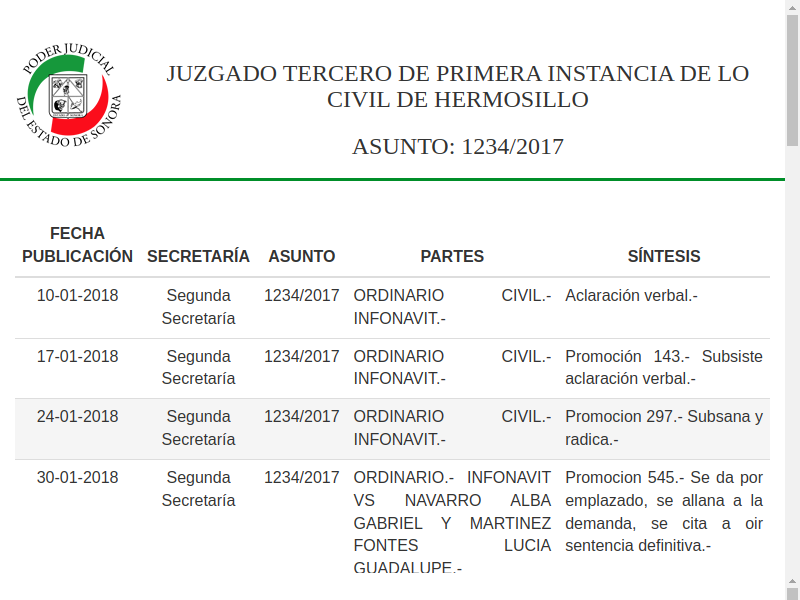 PODER JUDICIAL
DEL ESTADO DE SONORA
JUZGADO TERCERO DE PRIMERA INSTANCIA DE LO
CIVIL DE HERMOSILLO
ASUNTO: 1234/2017
FECHA
PUBLICACIÓN SECRETARÍA ASUNTO PARTES SÍNTESIS
10-01-2018 Segunda 1234/2017 ORDINARIO CIVIL.- Aclaración verbal.-
Secretaría INFONAVIT.-
17-01-2018 Segunda 1234/2017 ORDINARIO CIVIL.- Promoción 143.- Subsiste
Secretaría INFONAVIT.- aclaración verbal.-
24-01-2018 Segunda 1234/2017 ORDINARIO CIVIL.- Promocion 297.- Subsana y
Secretaría INFONAVIT.- radica.-
30-01-2018 Segunda 1234/2017 ORDINARIO.- INFONAVIT Promocion 545.- Se da por
Secretaría VS NAVARRO ALBA emplazado, se allana a la
GABRIEL Y MARTINEZ demanda, se cita a oir
FONTES LUCIA sentencia definitiva.-
GUADALUPE.-